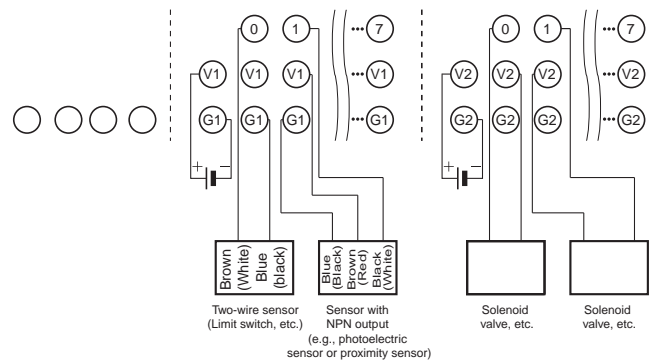 0 1 ··· 7
V1 V1 V1 ··· V1
G1 G1 G1 ··· G1
+ −
Brown
(White)
Blue
(black)
Blue
(Black)
Brown
(Red)
Black
(White)
Two-wire sensor
(Limit switch, etc.)
Sensor with
NPN output
(e.g., photoelectric
sensor or proximity sensor)
0 1 ··· 7
V2 V2 V2 ··· V2
G2 G2 G2 ··· G2
+ −
Solenoid
valve, etc.
Solenoid
valve, etc.